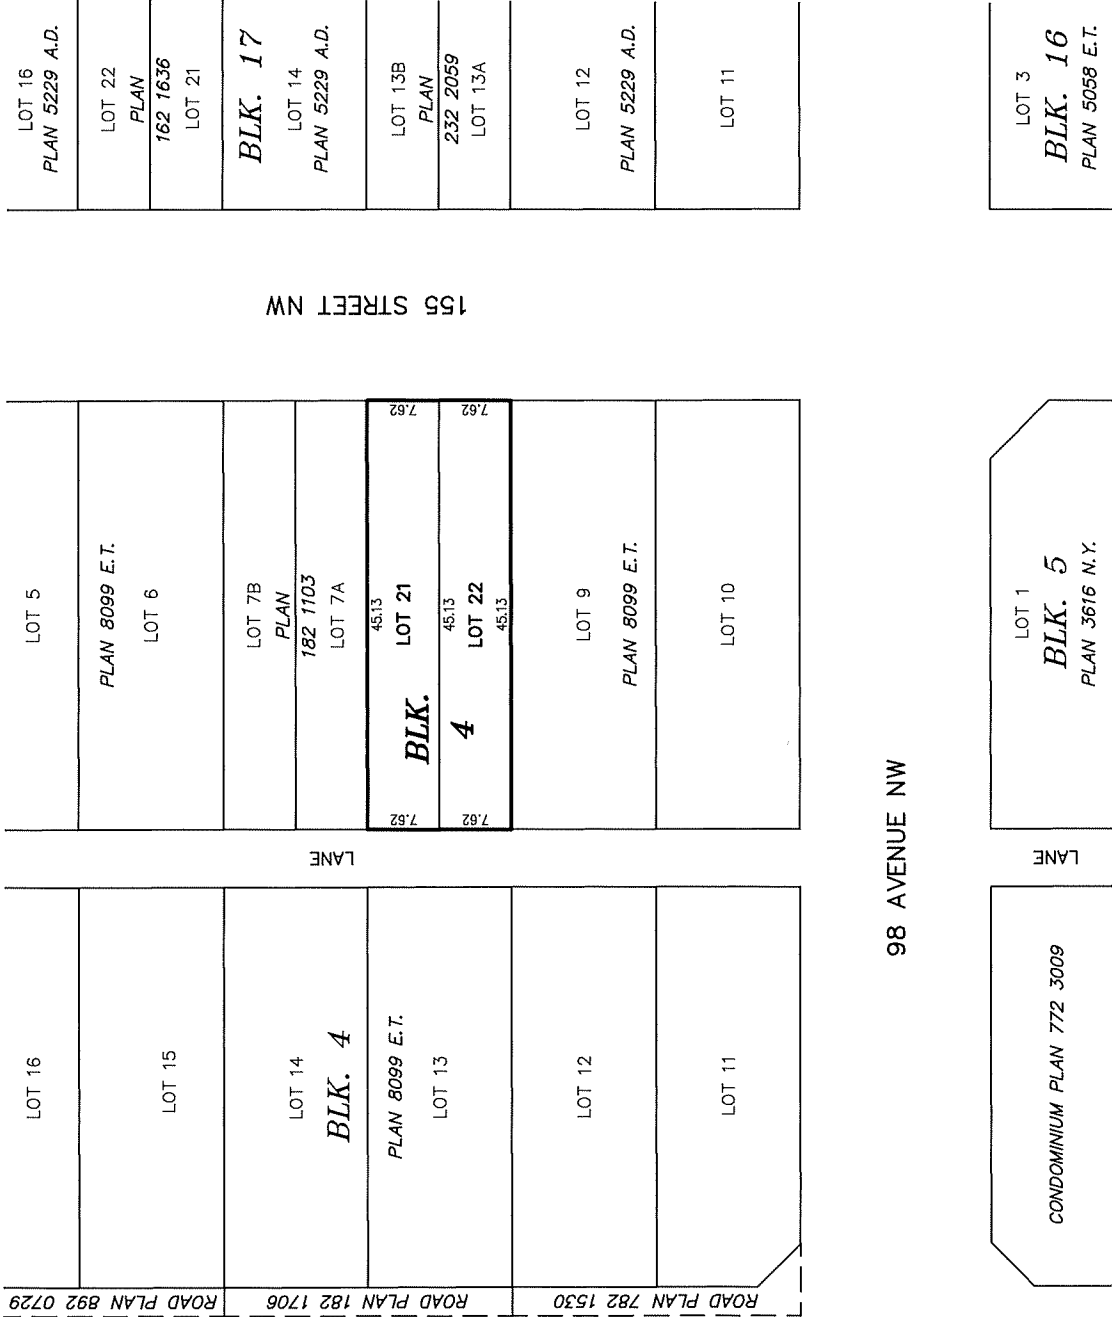 LOT 16
PLAN 5229 A.D.
LOT 22
PLAN
162 1636
LOT 21
BLK. 17
LOT 14
PLAN 5229 A.D.
LOT 13B
PLAN
232 2059
LOT 13A
LOT 12
PLAN 5229 A.D.
LOT 11
LOT 3
BLK. 16
PLAN 5058 E.T.
155 STREET NW
LOT 5
PLAN 8099 E.T.
LOT 6
LOT 7B
PLAN
182 1103
LOT 7A
7.62
7.62
45.13
LOT 21
45.13
LOT 22
45.13
BLK.
4
7.62
7.62
LOT 9
PLAN 8099 E.T.
LOT 10
LOT 1
BLK. 5
PLAN 3616 N.Y.
LANE
98 AVENUE NW
LANE
LOT 16
LOT 15
LOT 14
BLK. 4
PLAN 8099 E.T.
LOT 13
LOT 12
LOT 11
CONDOMINIUM PLAN 772 3009
ROAD PLAN 892 0729
ROAD PLAN 182 1706
ROAD PLAN 782 1530